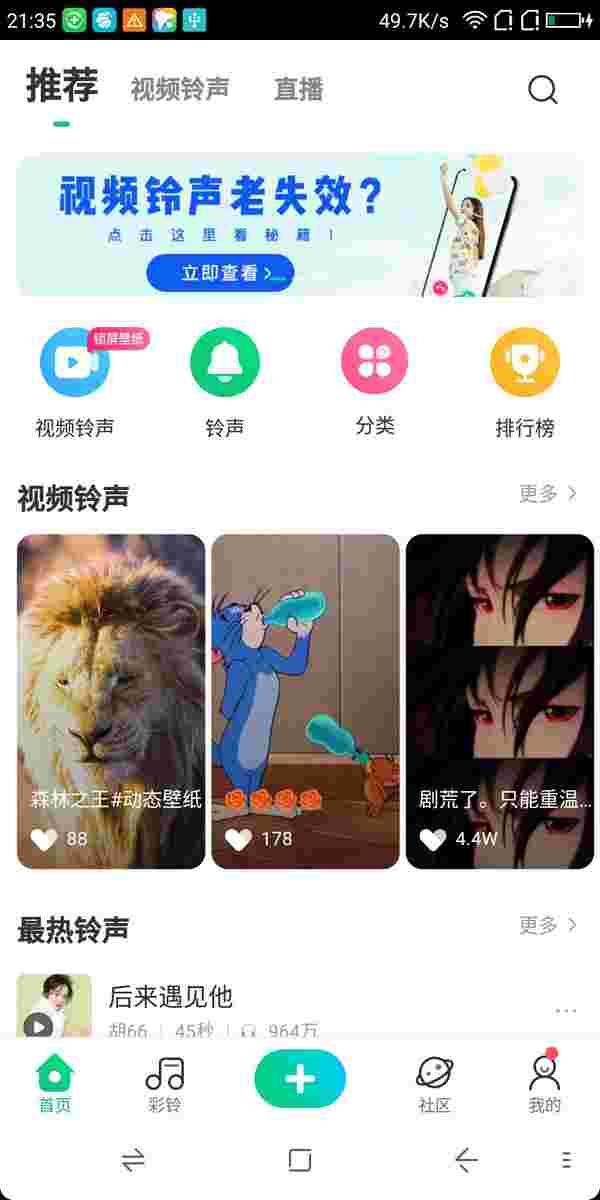 21:35
49.7K/s
推荐 视频铃声 直播
视频铃声老失效？
点击这里看秘籍！
立即查看
锁屏壁纸
视频铃声 铃声 分类 排行榜
视频铃声 更多
森林之王#动态壁纸
剧荒了。只能重温...
88 178 4.4W
最热铃声 更多
后来遇见他
胡66 45秒 964万
首页 彩铃 社区 我的